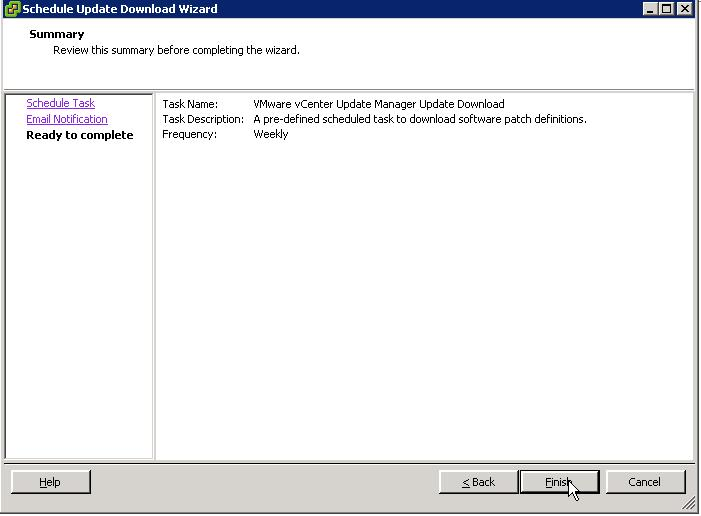 Schedule Update Download Wizard
Summary
Review this summary before completing the wizard.
Schedule Task
Email Notification
Ready to complete
Task Name: VMware vCenter Update Manager Update Download
Task Description: A pre-defined scheduled task to download software patch definitions.
Frequency: Weekly
Help
< Back
Finish
Cancel